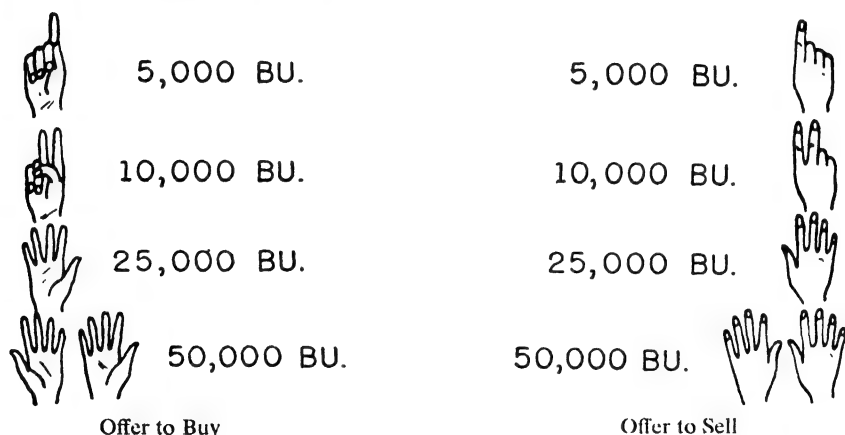 5,000 BU.
10,000 BU.
25,000 BU.
50,000 BU.
Offer to Buy
5,000 BU.
10,000 BU.
25,000 BU.
50,000 BU.
Offer to Sell